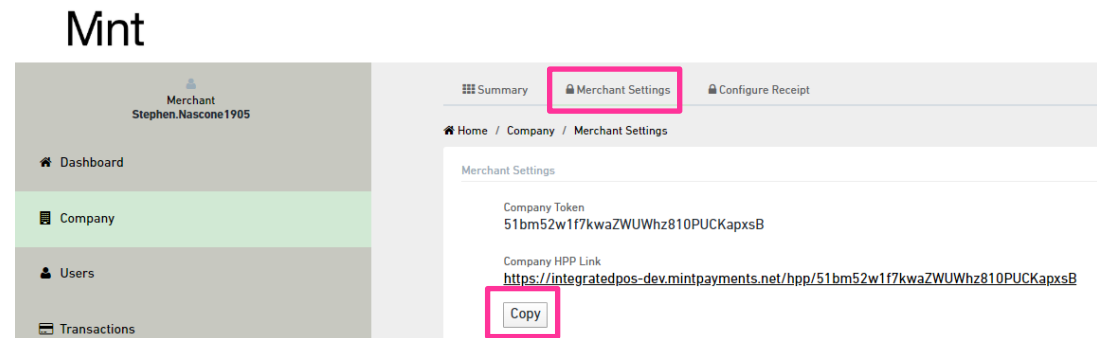 Mnt
Merchant
Stephen.Nascone1905
Dashboard
Company
Users
Transactions
Summary Merchant Settings Configure Receipt
Home / Company / Merchant Settings
Merchant Settings
Company Token
51bm52w1f7kwaZWUWhz810PUCKapxsB
Company HPP Link
https://integratedpos-dev.mintpayments.net/hpp/51bm52w1f7kwaZWUWhz810PUCKapxsB
Copy